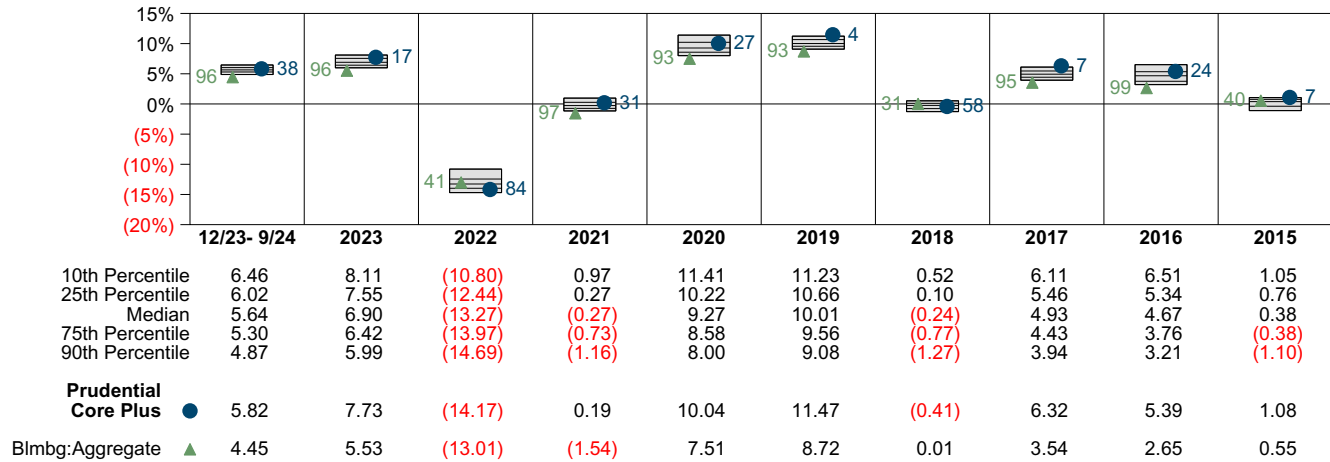 15%
10%
5%
0%
(5%)
(10%)
(15%)
(20%)
96 38
96 17
41 84
97 31
93 27
93 4
31 58
95 7
99 24
40 7
12/23- 9/24 2023 2022 2021 2020 2019 2018 2017 2016 2015
10th Percentile 6.46 8.11 (10.80) 0.97 11.41 11.23 0.52 6.11 6.51 1.05
25th Percentile 6.02 7.55 (12.44) 0.27 10.22 10.66 0.10 5.46 5.34 0.76
Median 5.64 6.90 (13.27) (0.27) 9.27 10.01 (0.24) 4.93 4.67 0.38
75th Percentile 5.30 6.42 (13.97) (0.73) 8.58 9.56 (0.77) 4.43 3.76 (0.38)
90th Percentile 4.87 5.99 (14.69) (1.16) 8.00 9.08 (1.27) 3.94 3.21 (1.10)
Prudential
Core Plus 5.82 7.73 (14.17) 0.19 10.04 11.47 (0.41) 6.32 5.39 1.08
Blmbg:Aggregate 4.45 5.53 (13.01) (1.54) 7.51 8.72 0.01 3.54 2.65 0.55